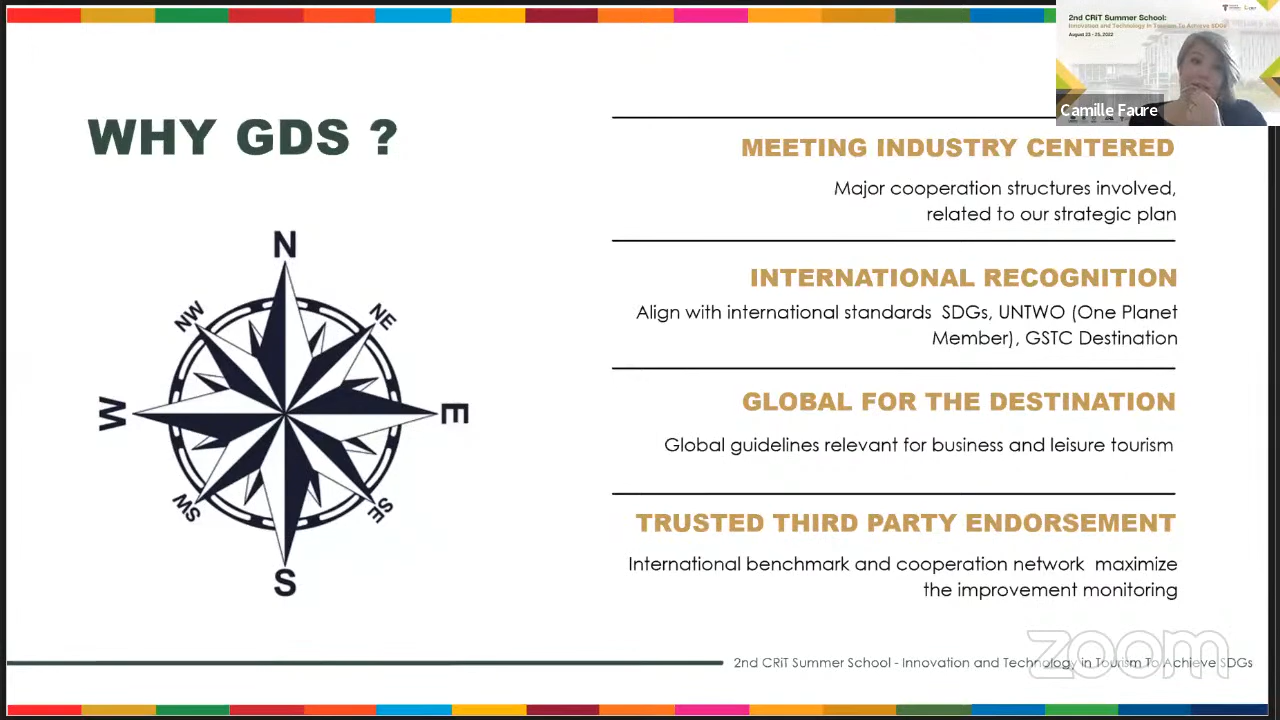 2nd CRiT Summer School:
Innovation and Technology in Tourism To Achieve SDGs
August 23 - 25, 2022
Camille Faure
WHY GDS ?
MEETING INDUSTRY CENTERED
Major cooperation structures involved,
related to our strategic plan
INTERNATIONAL RECOGNITION
Align with international standards SDGs, UNTWO (One Planet
Member), GSTC Destination
GLOBAL FOR THE DESTINATION
Global guidelines relevant for business and leisure tourism
TRUSTED THIRD PARTY ENDORSEMENT
International benchmark and cooperation network maximize
the improvement monitoring
N
NW
NE
W
E
SW
SE
S
zoom
2nd CRiT Summer School - Innovation and Technology in Tourism To Achieve SDGs